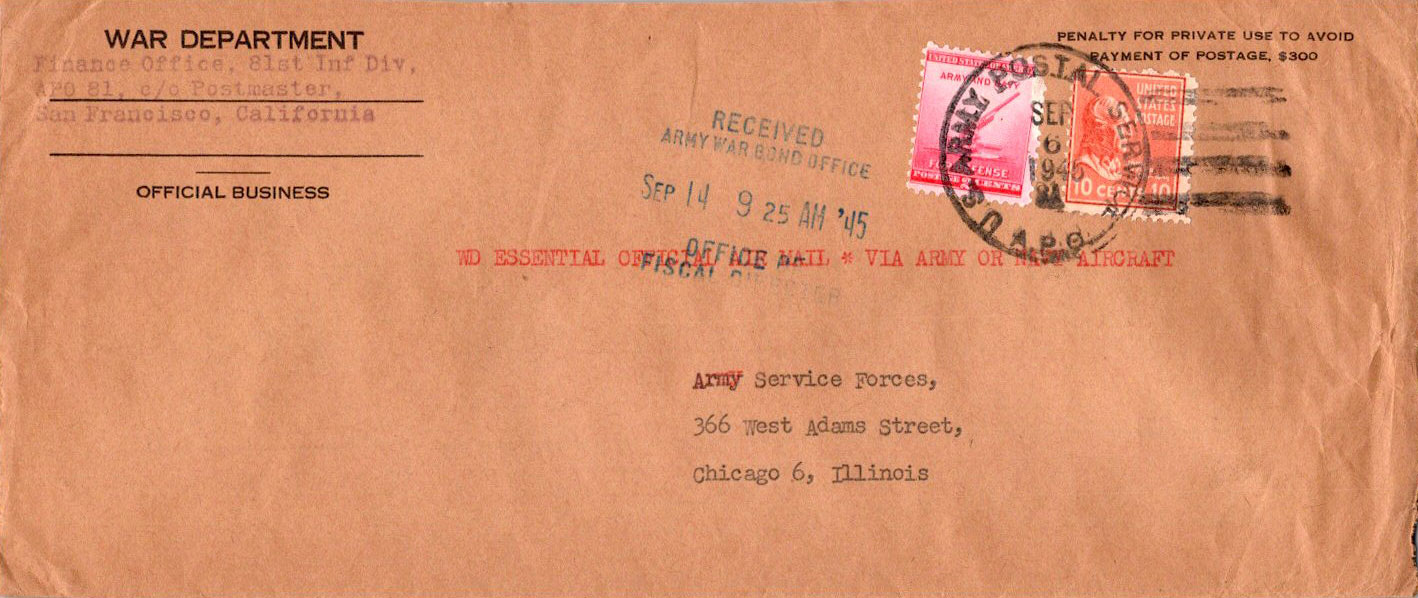 WAR DEPARTMENT
Finance Office, 81st Inf Div,
APO 81, c/o Postmaster,
San Francisco, California
OFFICIAL BUSINESS
PENALTY FOR PRIVATE USE TO AVOID
PAYMENT OF POSTAGE, $300
UNITED STATES OF
ARMY AND
DEFENSE
POSTAGE 2 CENTS
U.S. ARMY POSTAL SERVICE
A.P.O.
SEP
6
1945
UNITED
STATES
POSTAGE
10 CENTS 10
RECEIVED
ARMY WAR BOND OFFICE
SEP 14 9 25 AM '45
OFFICE
FISCAL DIRECTOR
WD ESSENTIAL OFFICIAL AIR MAIL * VIA ARMY OR NAVY AIRCRAFT
Army Service Forces,
366 West Adams Street,
Chicago 6, Illinois